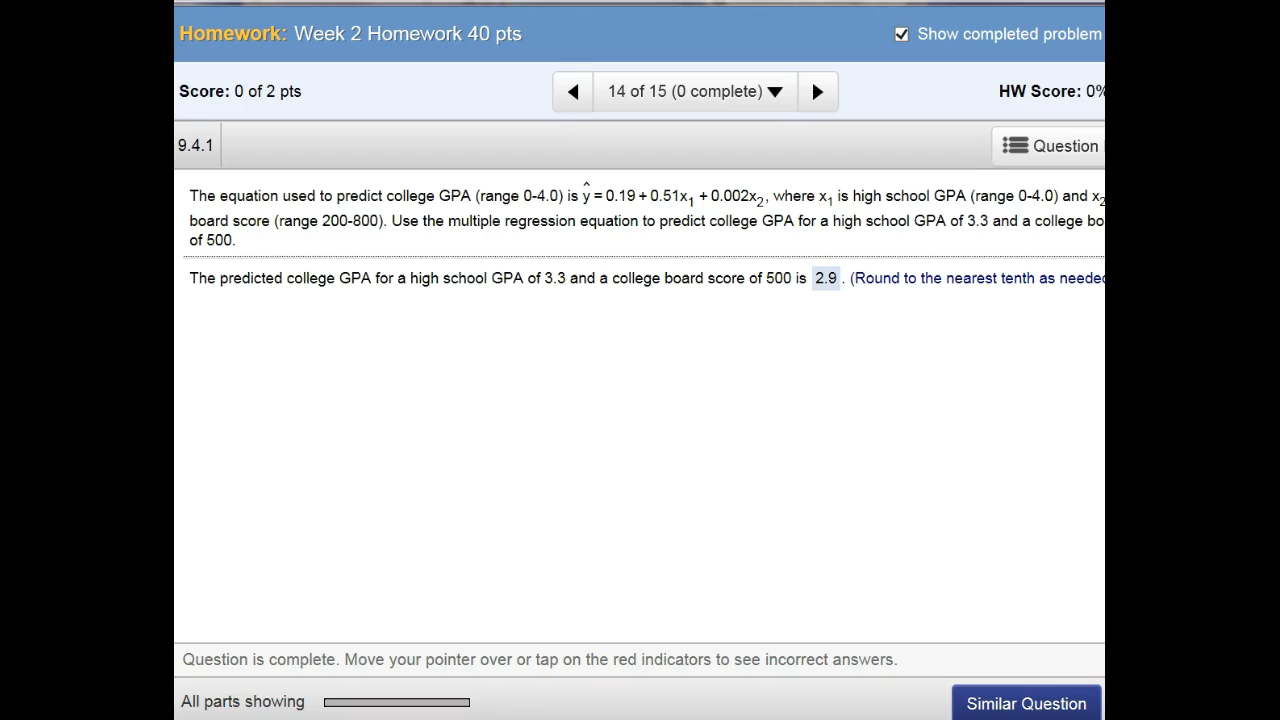 Homework: Week 2 Homework 40 pts
Show completed problem
Score: 0 of 2 pts
14 of 15 (0 complete)
HW Score: 0%
9.4.1
Question
The equation used to predict college GPA (range 0-4.0) is ŷ = 0.19 + 0.51x₁ + 0.002x₂, where x₁ is high school GPA (range 0-4.0) and x₂
board score (range 200-800). Use the multiple regression equation to predict college GPA for a high school GPA of 3.3 and a college bo
of 500.
The predicted college GPA for a high school GPA of 3.3 and a college board score of 500 is 2.9 . (Round to the nearest tenth as neede
Question is complete. Move your pointer over or tap on the red indicators to see incorrect answers.
All parts showing
Similar Question